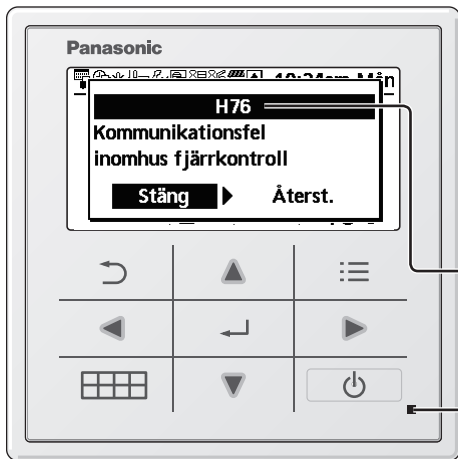 Panasonic
H76
Kommunikationsfel
inomhus fjärrkontroll
Stäng Återst.